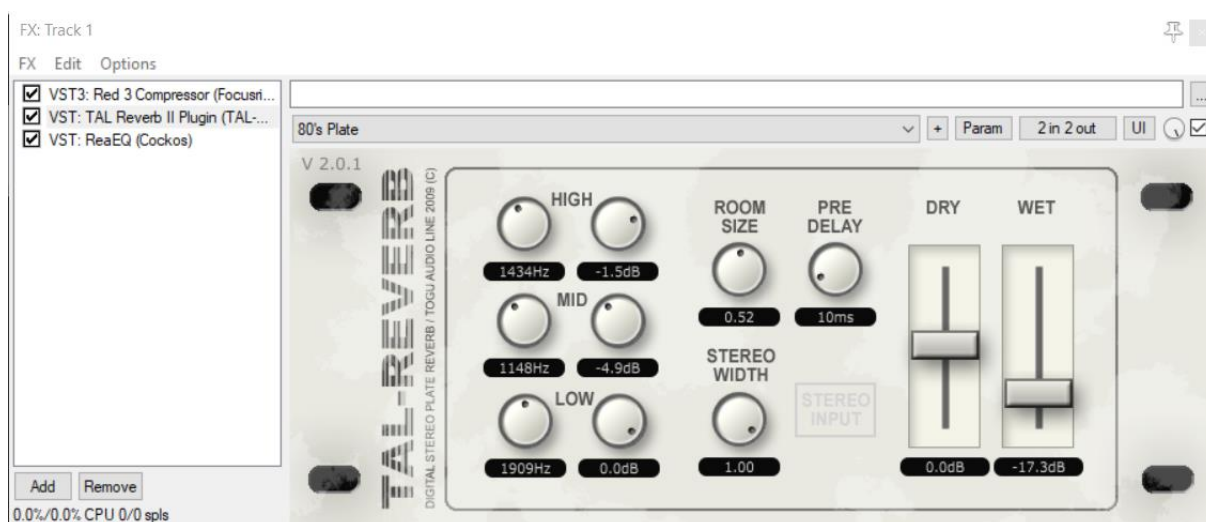 FX: Track 1
FX Edit Options
VST3: Red 3 Compressor (Focusri...
VST: TAL Reverb II Plugin (TAL-...
VST: ReaEQ (Cockos)
...
80's Plate
+ Param 2 in 2 out UI
V 2.0.1
TAL-REVERB
DIGITAL STEREO PLATE REVERB / TOGU AUDIO LINE 2009 (C)
HIGH
1434Hz -1.5dB
MID
1148Hz -4.9dB
LOW
1909Hz 0.0dB
ROOM
SIZE
0.52
PRE
DELAY
10ms
STEREO
WIDTH
1.00
STEREO
INPUT
DRY
0.0dB
WET
-17.3dB
Add Remove
0.0%/0.0% CPU 0/0 spls